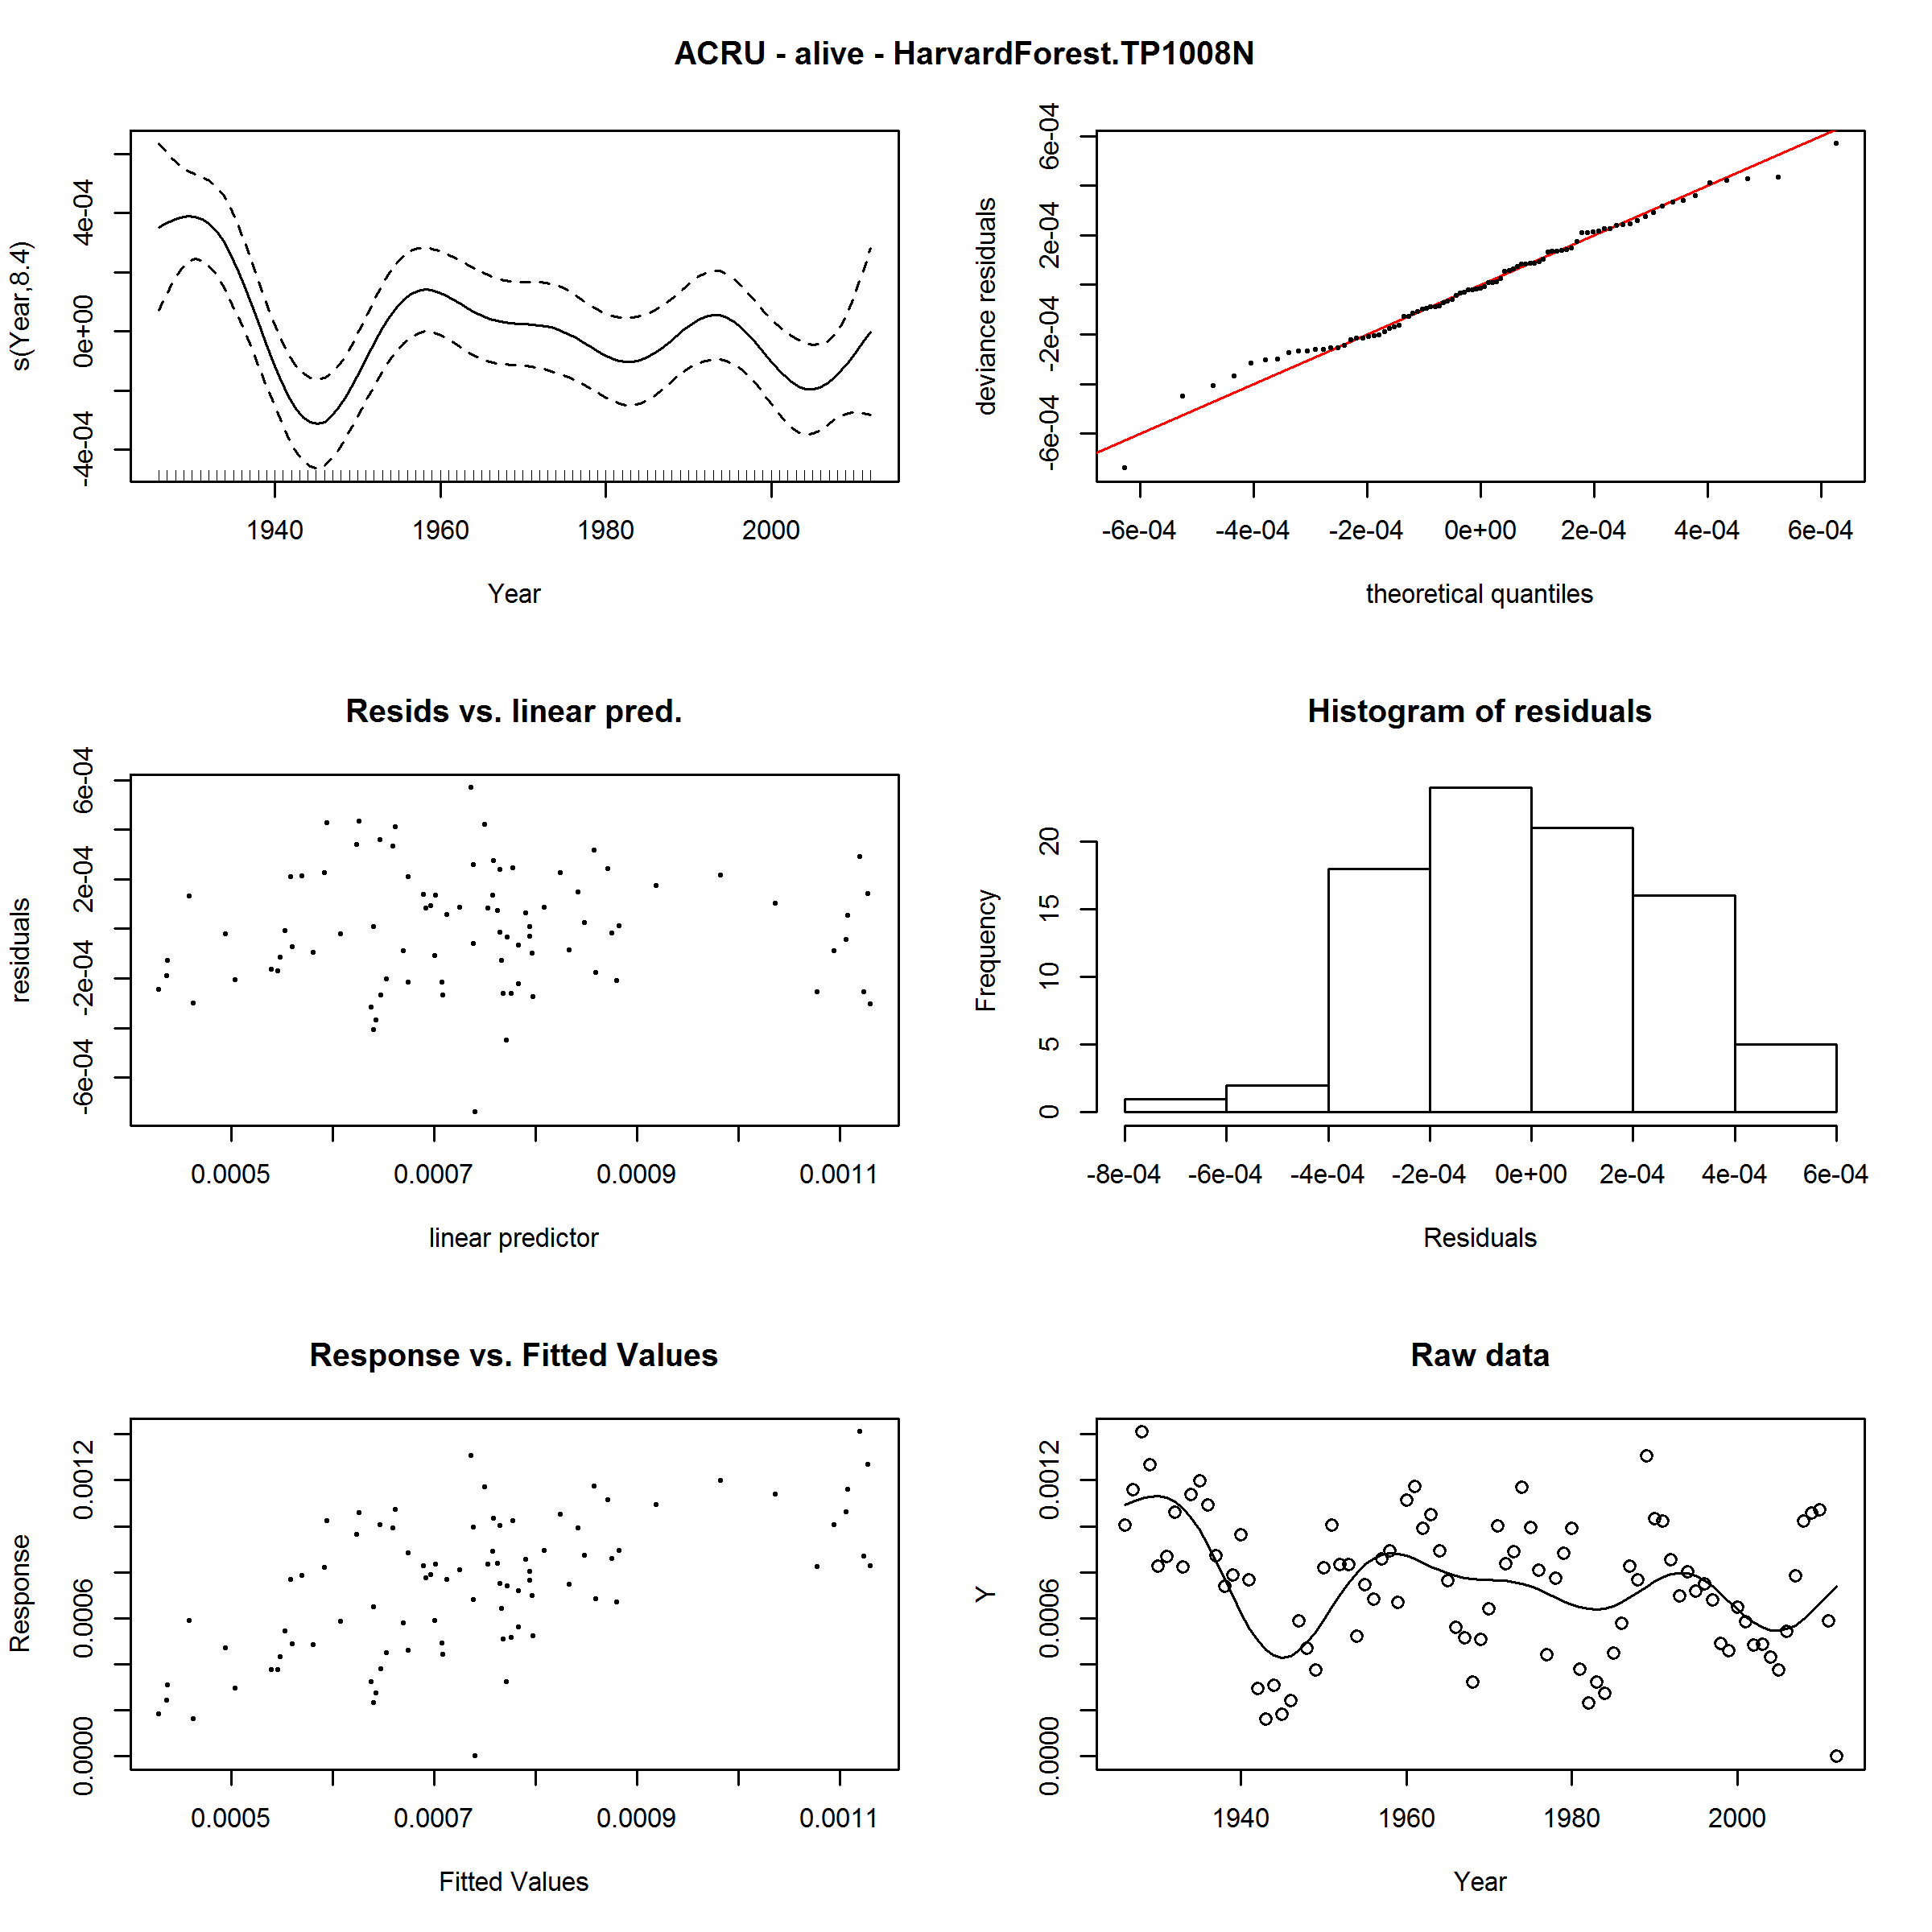 ACRU - alive - HarvardForest.TP1008N
s(Year,8.4)
-4e-04 0e+00 4e-04
1940 1960 1980 2000
Year
deviance residuals
-6e-04 -2e-04 2e-04 6e-04
-6e-04 -4e-04 -2e-04 0e+00 2e-04 4e-04 6e-04
theoretical quantiles
Resids vs. linear pred.
residuals
-6e-04 -2e-04 2e-04 6e-04
0.0005 0.0007 0.0009 0.0011
linear predictor
Histogram of residuals
Frequency
0 5 10 15 20
-8e-04 -6e-04 -4e-04 -2e-04 0e+00 2e-04 4e-04 6e-04
Residuals
Response vs. Fitted Values
Response
0.0000 0.0006 0.0012
0.0005 0.0007 0.0009 0.0011
Fitted Values
Raw data
Y
0.0000 0.0006 0.0012
1940 1960 1980 2000
Year